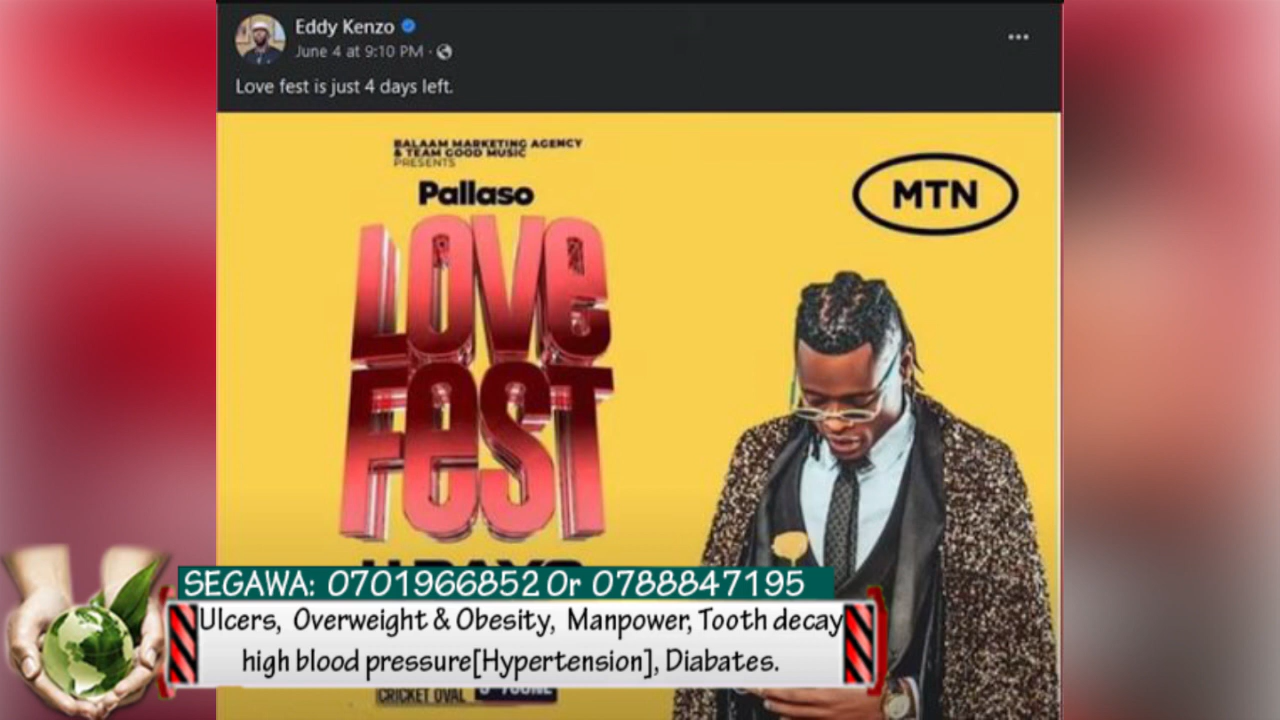 Eddy Kenzo
June 4 at 9:10 PM ·
Love fest is just 4 days left.
BALAAM MARKETING AGENCY
& TEAM GOOD MUSIC
PRESENTS
Pallaso
MTN
LOVe
FeST
SEGAWA: 0701966852 Or 0788847195
Ulcers, Overweight & Obesity, Manpower, Tooth decay
high blood pressure[Hypertension], Diabates.
CRICKET OVAL